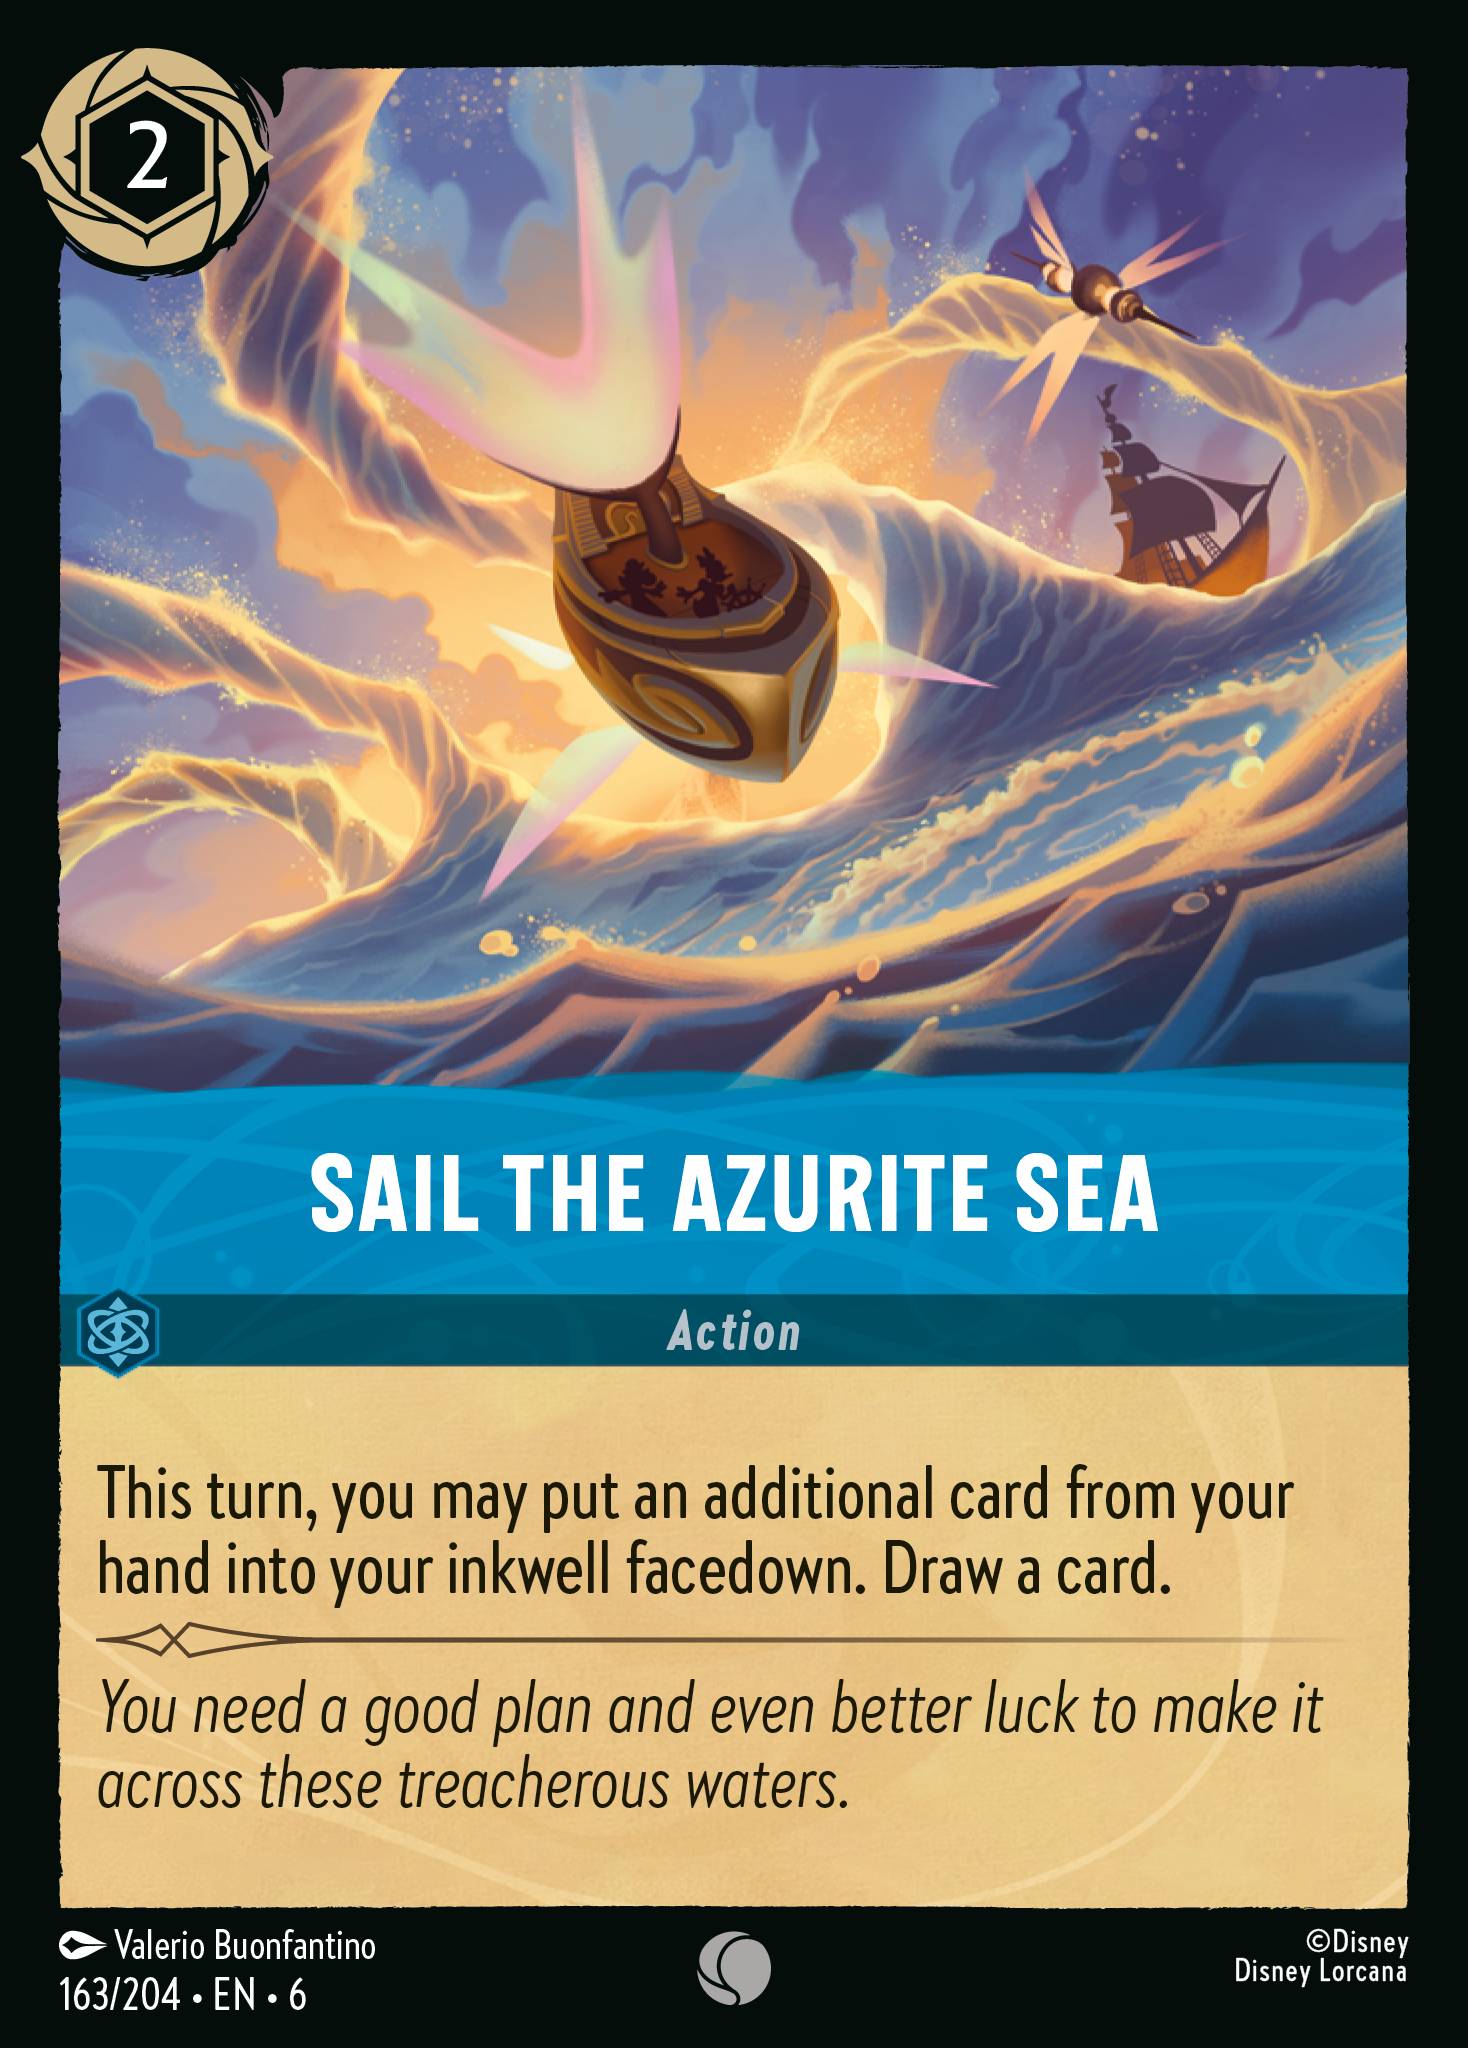 2
SAIL THE AZURITE SEA
Action
This turn, you may put an additional card from your
hand into your inkwell facedown. Draw a card.
You need a good plan and even better luck to make it
across these treacherous waters.
Valerio Buonfantino
163/204 • EN • 6
©Disney
Disney Lorcana